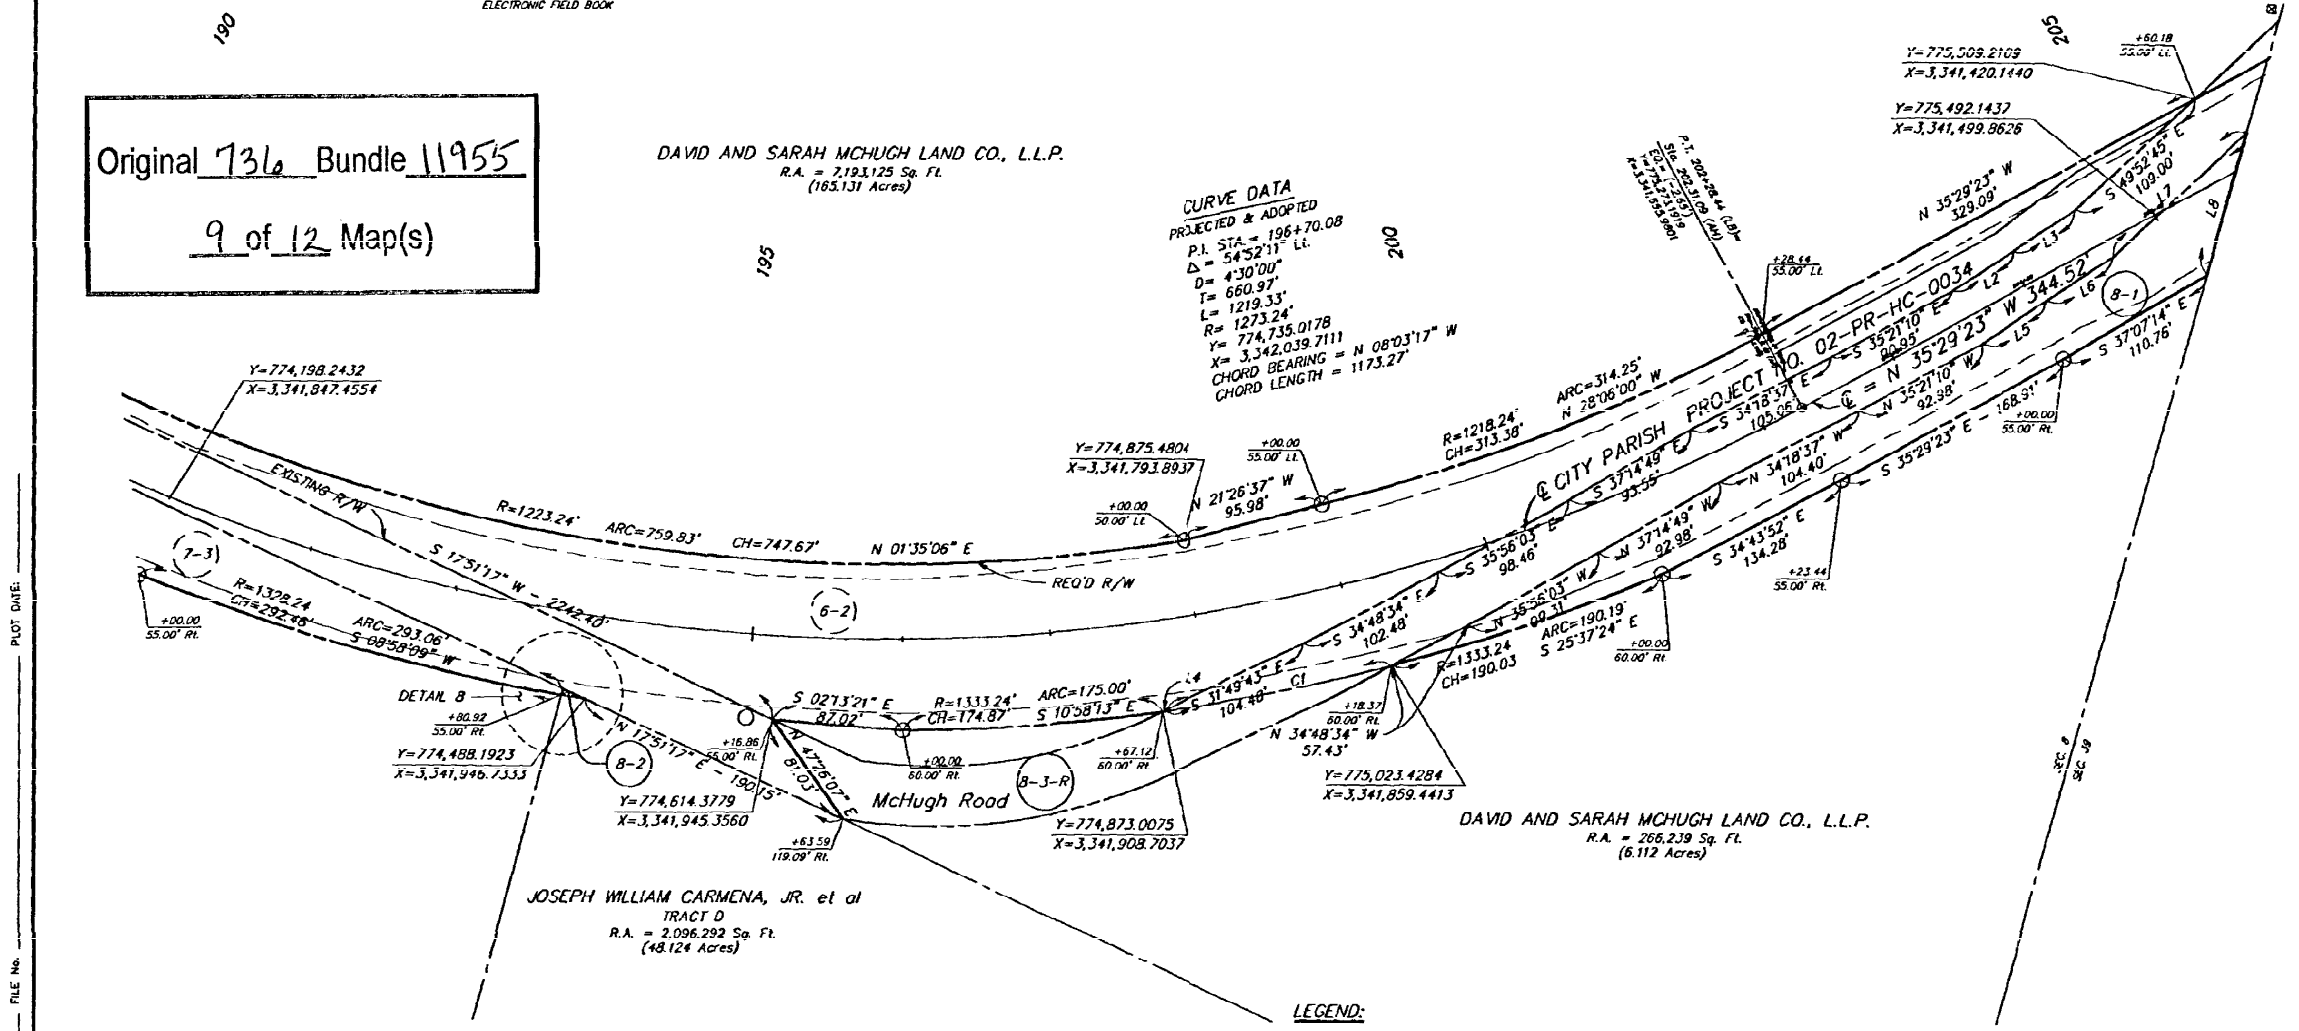 ELECTRONIC FIELD BOOK
190
195
200
205
Original 736 Bundle 11955
9 of 12 Map(s)
DAVID AND SARAH MCHUGH LAND CO., L.L.P.
R.A. = 7,193,125 Sq. Ft.
(165.131 Acres)
CURVE DATA
PROJECTED & ADOPTED
P.I. STA. = 196+70.08
Δ = 54°52'11" Lt.
D= 4°30'00"
T= 660.97'
L= 1219.33'
R= 1273.24'
Y= 774,735.0178
X= 3,342,039.7111
CHORD BEARING = N 08°03'17" W
CHORD LENGTH = 1173.27'
P.T. 202+28.44 (LB)=
Sta. 202.31.09 (AH)
Y=775,509.2109
X=3,341,420.1440
+60.18
55.00' Lt.
Y=775,492.1437
X=3,341,499.8626
N 35°29'23" W
329.09'
S 49°52'45" E
109.00'
L7
L8
L3
L2
L6
L5
8-1
+28.44
55.00' Lt.
℄ CITY PARISH PROJECT NO. 02-PR-HC-0034
℄ = N 35°29'23" W 344.52'
S 35°21'10" E
90.95'
S 34°18'37" E
105.06'
S 37°14'49" E
93.55'
N 35°21'10" W
92.98'
N 34°18'37" W
104.40'
N 37°14'49" W
92.98'
S 37°07'14" E
110.76'
168.91'
S 35°29'23" E
+00.00
55.00' Rt.
S 34°43'52" E
134.28'
+23.44
55.00' Rt.
Y=774,198.2432
X=3,341,847.4554
EXISTING R/W
R=1223.24'
ARC=759.83'
CH=747.67'
N 01°35'06" E
REQ'D R/W
Y=774,875.4804
X=3,341,793.8937
+00.00
50.00' Lt.
N 21°26'37" W
95.98'
+00.00
55.00' Lt.
R=1218.24'
CH=313.38'
ARC=314.25'
N 28°06'00" W
7-3
6-2
S 17°51'17" W - 2242.40'
R=1328.24
CH=292.46'
ARC=293.06'
S 08°58'09" W
+00.00
55.00' Rt.
DETAIL B
+80.92
55.00' Rt.
Y=774,488.1923
X=3,341,946.7333
8-2
N 17°51'17" E - 190.15'
Y=774,614.3779
X=3,341,945.3560
+16.86
55.00' Rt.
N 47°26'07" E
81.03'
+63.59
119.09' Rt.
S 02°13'21" E
87.02'
R=1333.24'
CH=174.87'
ARC=175.00'
S 10°58'13" E
+00.00
60.00' Rt.
McHugh Road
8-3-R
+67.12
60.00' Rt.
Y=774,873.0075
X=3,341,908.7037
L4
S 31°49'43" E
104.48'
C1
S 34°48'34" E
102.48'
S 35°56'03" E
98.46'
N 35°56'03" W
99.31'
R=1333.24
CH=190.03
ARC=190.19'
S 25°37'24" E
+00.00
60.00' Rt.
+18.37
60.00' Rt.
N 34°48'34" W
57.43'
Y=775,023.4284
X=3,341,859.4413
DAVID AND SARAH MCHUGH LAND CO., L.L.P.
R.A. = 266,239 Sq. Ft.
(6.112 Acres)
JOSEPH WILLIAM CARMENA, JR. et al
TRACT D
R.A. = 2,096,292 Sq. Ft.
(48.124 Acres)
LEGEND:
PLOT DATE:
FILE No.